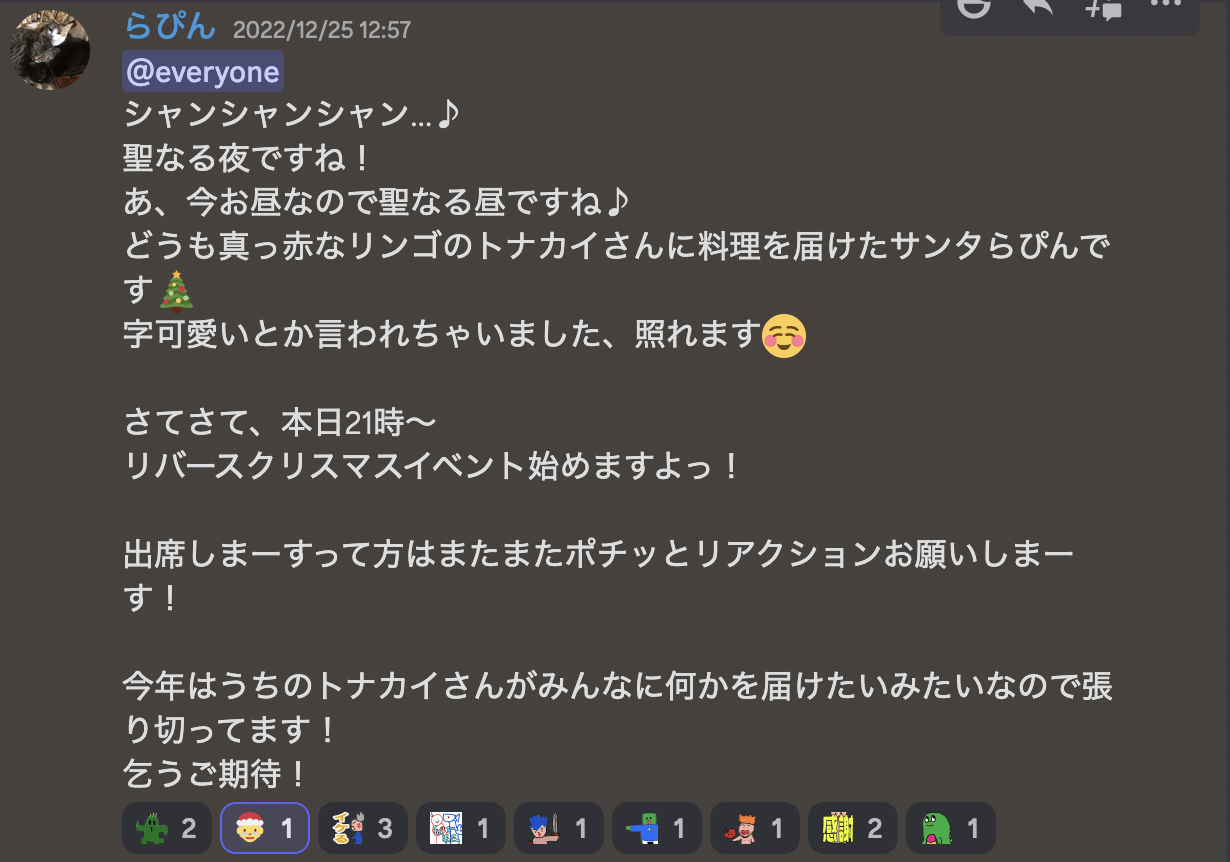 らぴん 2022/12/25 12:57
@everyone
シャンシャンシャン...♪
聖なる夜ですね！
あ、今お昼なので聖なる昼ですね♪
どうも真っ赤なリンゴのトナカイさんに料理を届けたサンタらぴんで
す🎄
字可愛いとか言われちゃいました、照れます☺️
さてさて、本日21時〜
リバースクリスマスイベント始めますよっ！
出席しまーすって方はまたまたポチッとリアクションお願いしまー
す！
今年はうちのトナカイさんがみんなに何かを届けたいみたいなので張
り切ってます！
乞うご期待！
2 1 イケる 3 1 1 1 1 感謝 2 1